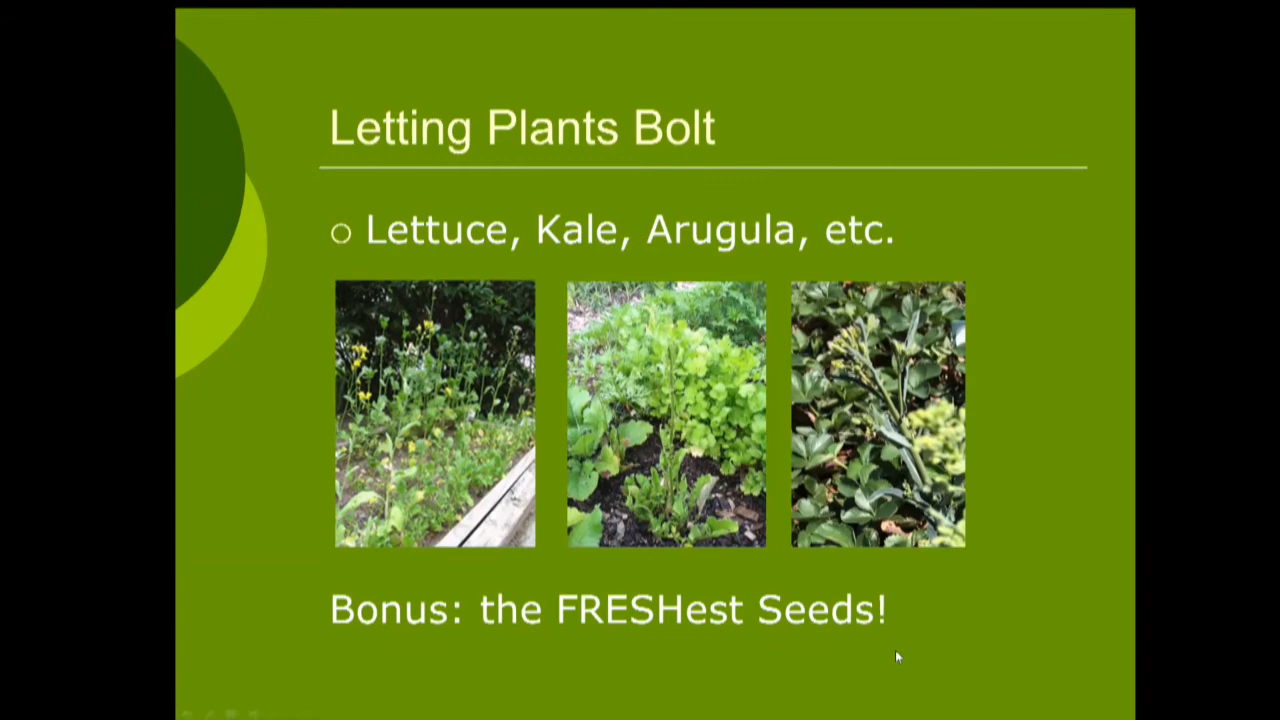 Letting Plants Bolt
Lettuce, Kale, Arugula, etc.
Bonus: the FRESHest Seeds!